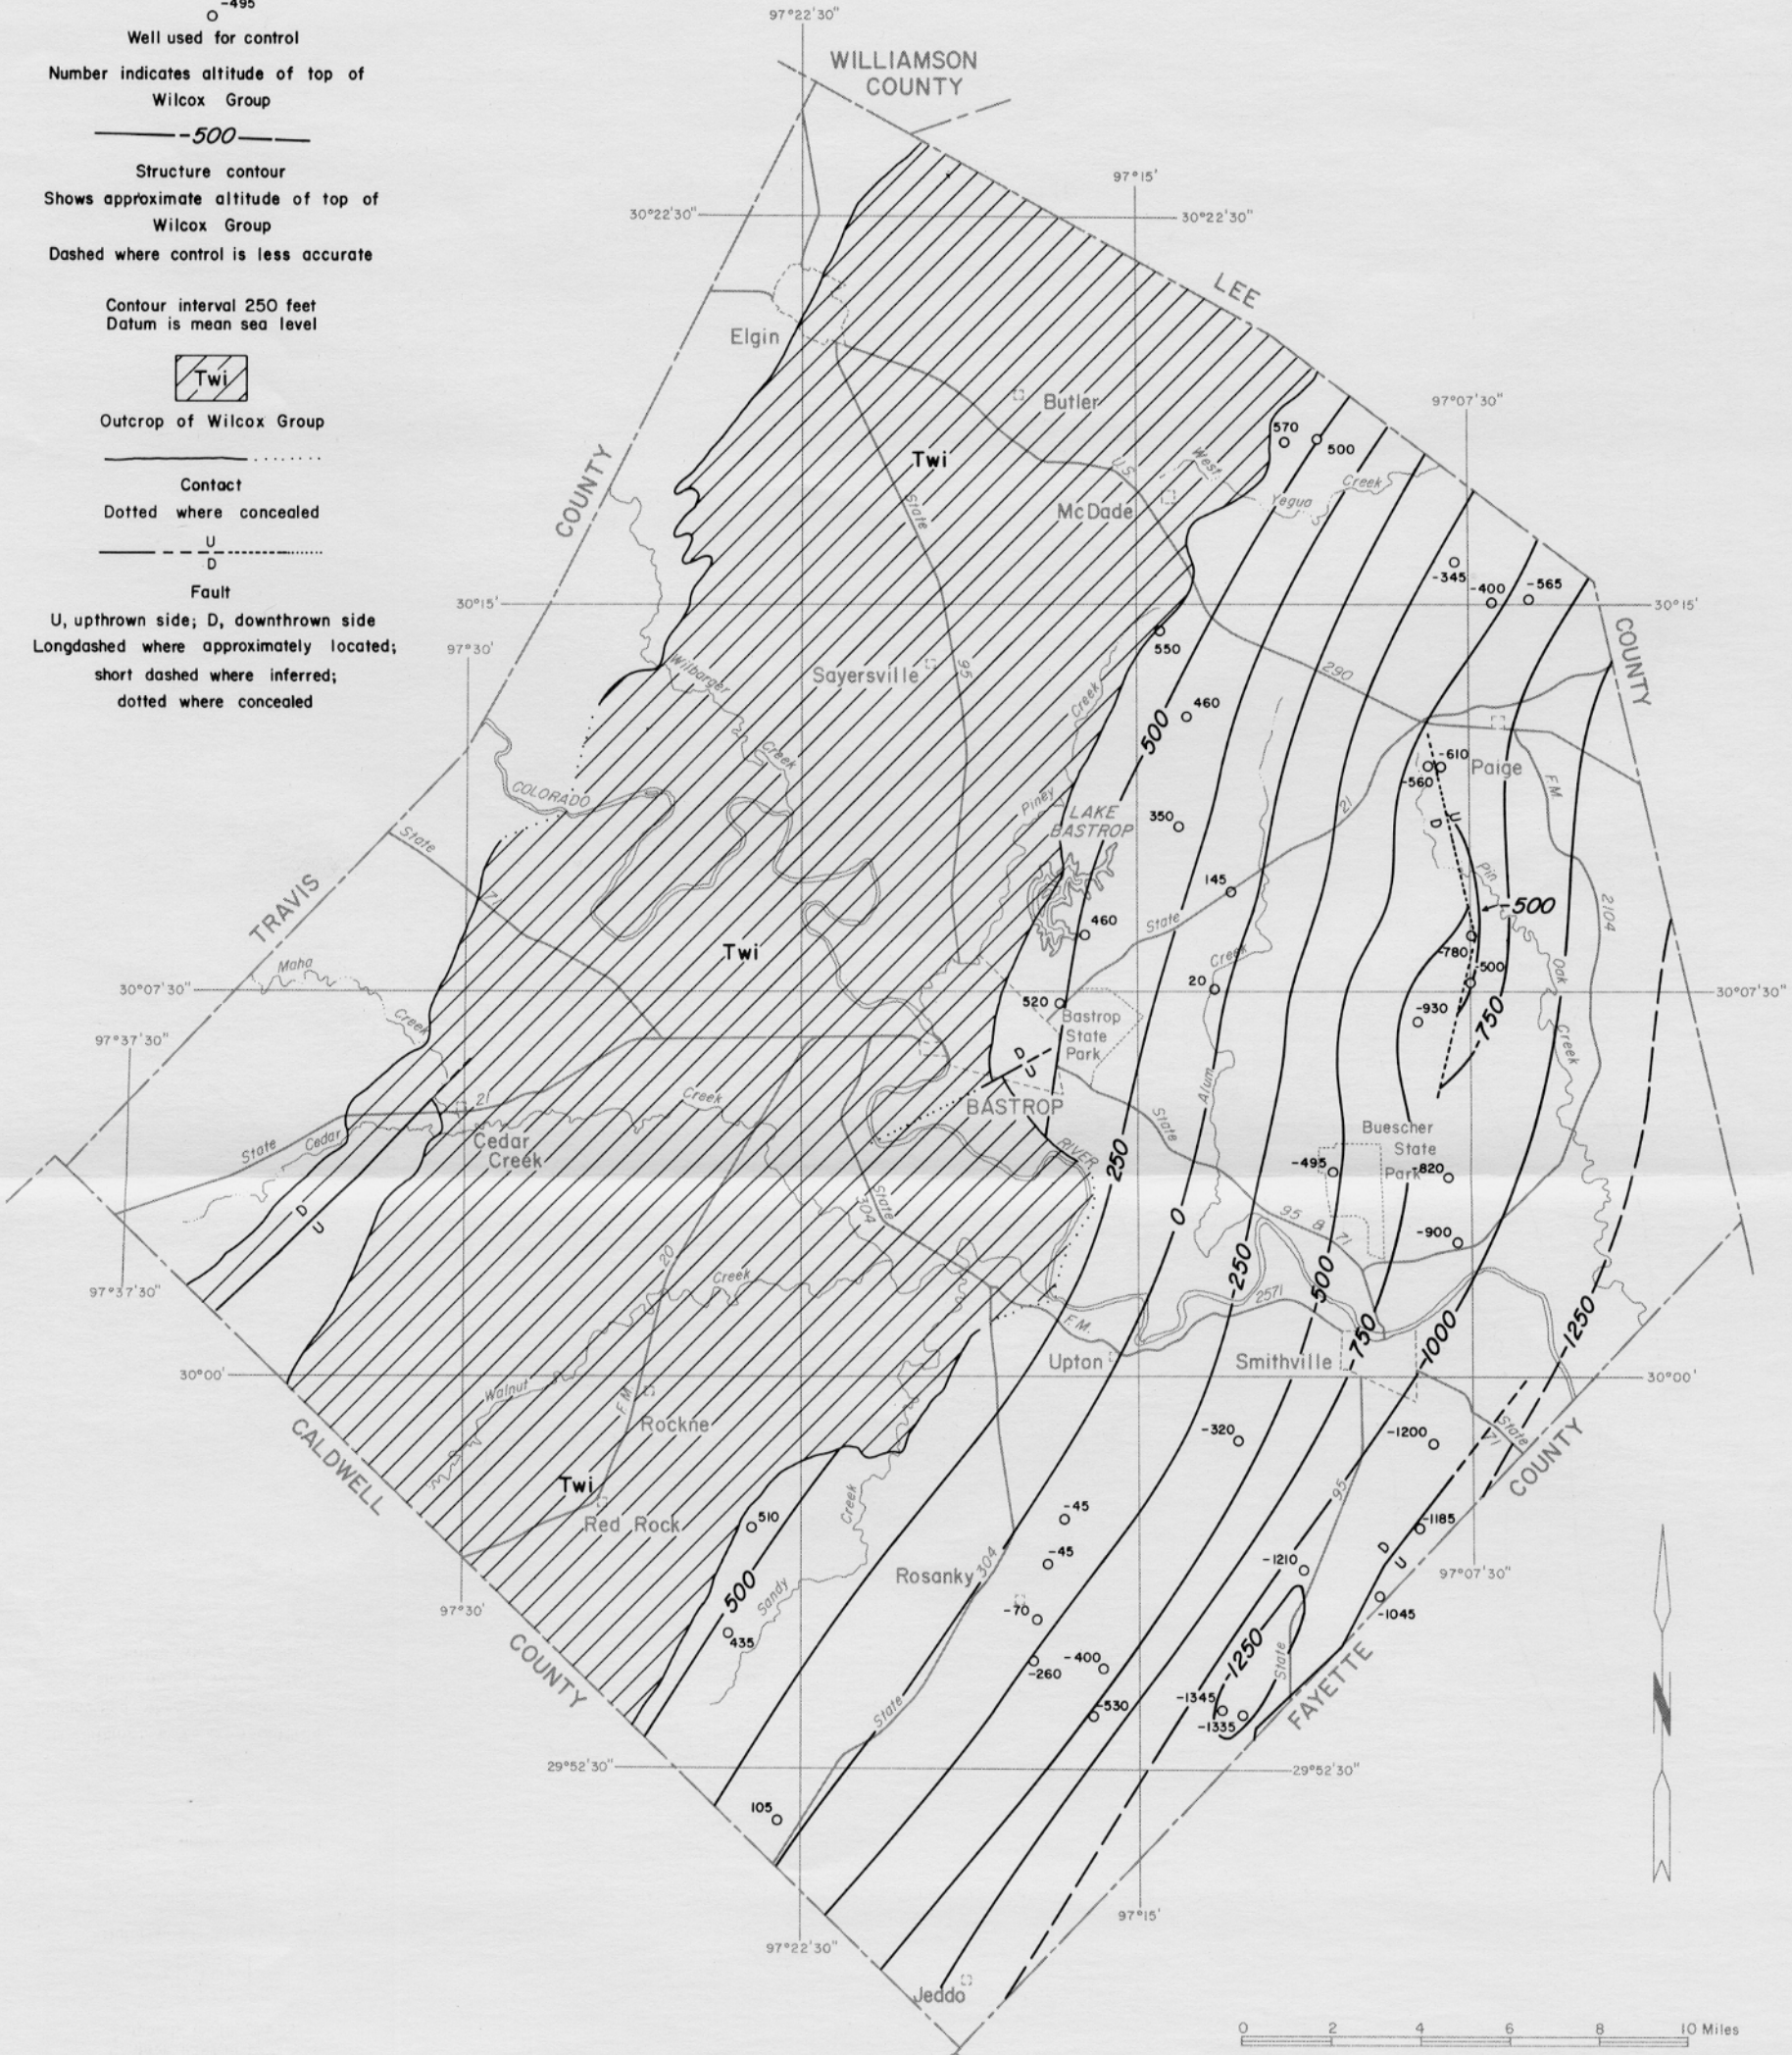 -495
Well used for control
Number indicates altitude of top of
Wilcox Group
-500
Structure contour
Shows approximate altitude of top of
Wilcox Group
Dashed where control is less accurate
Contour interval 250 feet
Datum is mean sea level
Twi
Outcrop of Wilcox Group
Contact
Dotted where concealed
U
D
Fault
U, upthrown side; D, downthrown side
Longdashed where approximately located;
short dashed where inferred;
dotted where concealed
97°22'30"
WILLIAMSON
COUNTY
97°15'
30°22'30"
30°22'30"
LEE
Elgin
Butler
97°07'30"
570
500
COUNTY
Twi
U.S.
West
Yegua
Creek
State
McDade
-345
-400
-565
30°15'
30°15'
97°30'
550
COUNTY
Wilbarger
Creek
Sayersville
95
290
Creek
460
500
COLORADO
Piney
LAKE
BASTROP
350
21
-610
-560
Paige
F.M.
State
71
U
D
145
Pin
Oak
Creek
-500
2104
TRAVIS
Twi
460
State
-780
-500
Maha
Creek
30°07'30"
30°07'30"
520
20
Creek
Alum
-930
-750
Bastrop
State
Park
97°37'30"
D
U
21
Creek
BASTROP
State
State
Cedar
Cedar
Creek
RIVER
250
Buescher
State
Park
-495
-820
State
304
D
U
0
95 & 71
-900
20
Creek
-250
-500
2571
97°37'30"
F.M.
-750
-1000
-1250
Upton
Smithville
30°00'
30°00'
Walnut
F.M.
Rockne
CALDWELL
-320
-1200
State
71
COUNTY
Twi
Red Rock
510
Creek
-45
95
-1185
-45
Rosanky
304
-1210
D
U
97°07'30"
97°30'
500
Sandy
-70
-1045
435
COUNTY
-260
-400
-1250
State
FAYETTE
State
-530
-1345
-1335
29°52'30"
29°52'30"
105
97°15'
97°22'30"
Jeddo
0 2 4 6 8 10 Miles